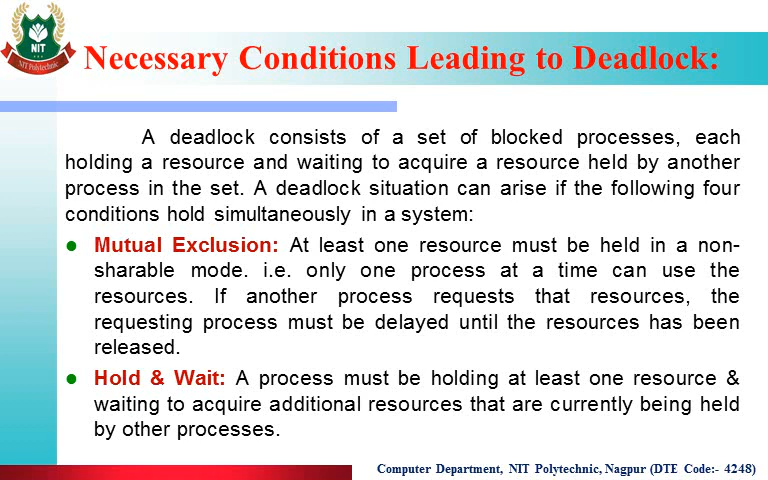 NIT
NIT Polytechnic
Necessary Conditions Leading to Deadlock:
A deadlock consists of a set of blocked processes, each
holding a resource and waiting to acquire a resource held by another
process in the set. A deadlock situation can arise if the following four
conditions hold simultaneously in a system:
Mutual Exclusion: At least one resource must be held in a non-
sharable mode. i.e. only one process at a time can use the
resources. If another process requests that resources, the
requesting process must be delayed until the resources has been
released.
Hold & Wait: A process must be holding at least one resource &
waiting to acquire additional resources that are currently being held
by other processes.
Computer Department, NIT Polytechnic, Nagpur (DTE Code:- 4248)